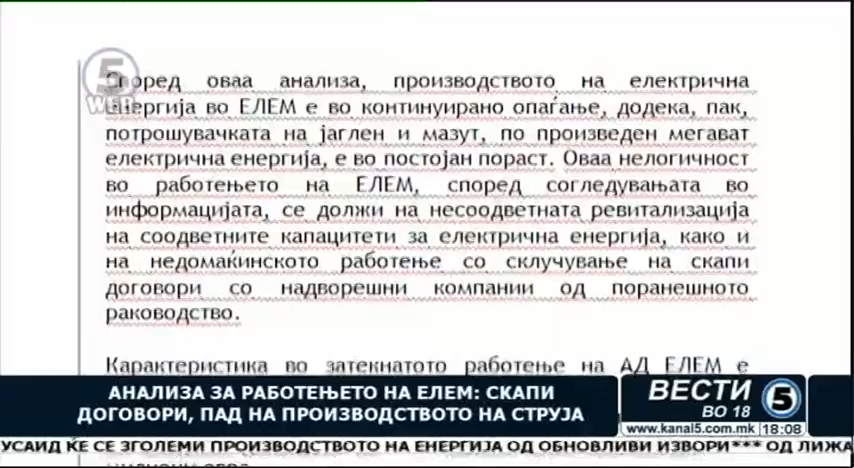 5
WEB
Според оваа анализа, производството на електрична
енергија во ЕЛЕМ е во континуирано опаѓање, додека, пак,
потрошувачката на јаглен и мазут, по произведен мегават
електрична енергија, е во постојан пораст. Оваа нелогичност
во работењето на ЕЛЕМ, според согледувањата во
информацијата, се должи на несоодветната ревитализација
на соодветните капацитети за електрична енергија, како и
на недомаќинското работење со склучување на скапи
договори со надворешни компании од поранешното
раководство.
Карактеристика во затекнатото работење на АД ЕЛЕМ е
АНАЛИЗА ЗА РАБОТЕЊЕТО НА ЕЛЕМ: СКАПИ
ДОГОВОРИ, ПАД НА ПРОИЗВОДСТВОТО НА СТРУЈА
ВЕСТИ
ВО 18
5
www.kanal5.com.mk
18:08
УСАИД ЌЕ СЕ ЗГОЛЕМИ ПРОИЗВОДСТВОТО НА ЕНЕРГИЈА ОД ОБНОВЛИВИ ИЗВОРИ*** ОД ЛИЖА